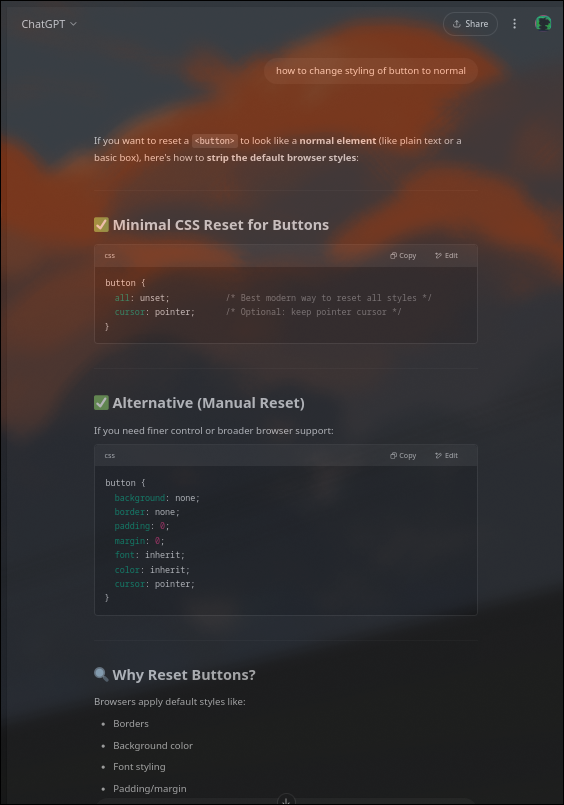 ChatGPT
Share
how to change styling of button to normal
If you want to reset a <button> to look like a normal element (like plain text or a
basic box), here's how to strip the default browser styles:
✅ Minimal CSS Reset for Buttons
css
Copy
Edit
button {
all: unset; /* Best modern way to reset all styles */
cursor: pointer; /* Optional: keep pointer cursor */
}
✅ Alternative (Manual Reset)
If you need finer control or broader browser support:
css
Copy
Edit
button {
background: none;
border: none;
padding: 0;
margin: 0;
font: inherit;
color: inherit;
cursor: pointer;
}
🔍 Why Reset Buttons?
Browsers apply default styles like:
• Borders
• Background color
• Font styling
• Padding/margin